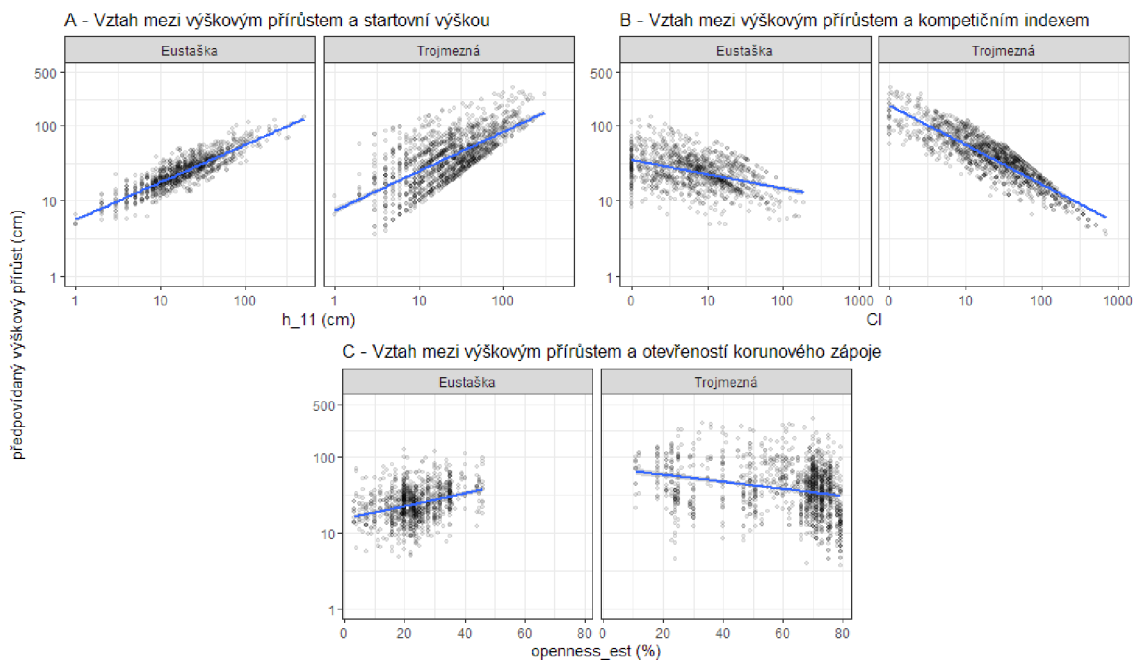 A - Vztah mezi výškovým přírůstem a startovní výškou
B - Vztah mezi výškovým přírůstem a kompetičním indexem
Eustaška
Trojmezná
Eustaška
Trojmezná
500
100
10
1
500
100
10
1
1
10
100
1
10
100
0
10
100
1000
0
10
100
1000
h_11 (cm)
CI
předpovídaný výškový přírůst (cm)
C - Vztah mezi výškovým přírůstem a otevřeností korunového zápoje
Eustaška
Trojmezná
500
100
10
1
0
20
40
60
80
0
20
40
60
80
openness_est (%)